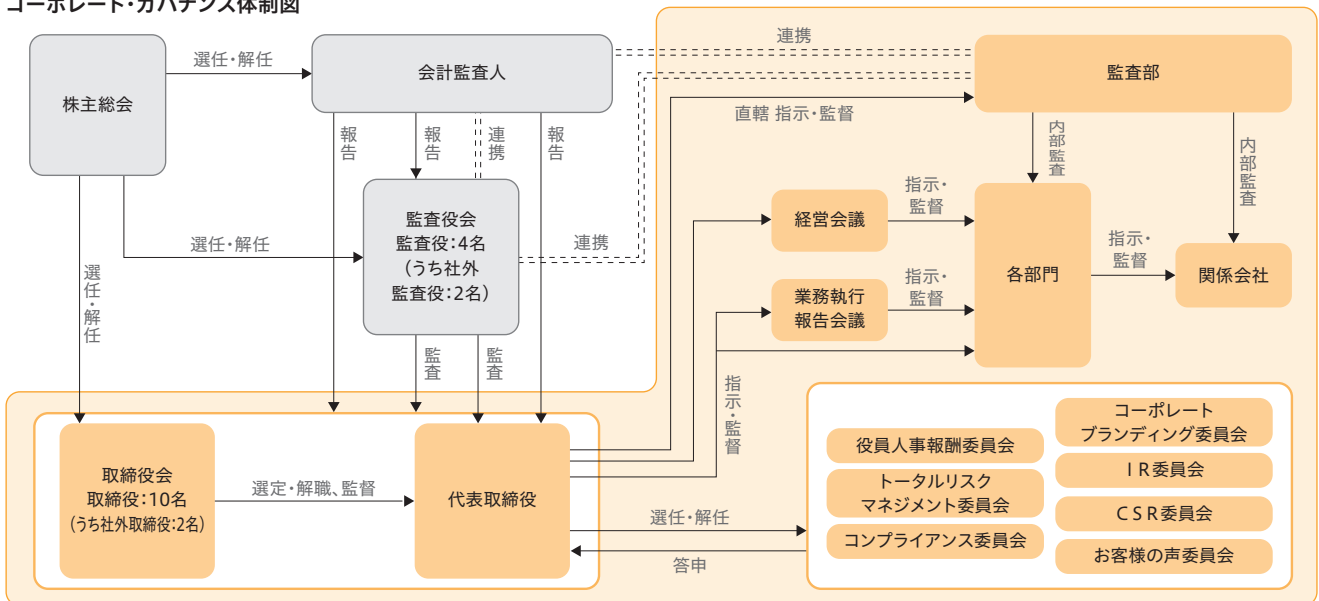 コーポレート・ガバナンス体制図
株主総会
選任・解任
会計監査人
連携
監査部
直轄 指示・監督
報告
報告
連携
報告
内部監査
内部監査
選任・解任
選任・解任
監査役会
監査役：4名
（うち社外
監査役：2名）
連携
経営会議
指示・
監督
業務執行
報告会議
指示・
監督
各部門
指示・
監督
関係会社
監査
監査
指示・監督
取締役会
取締役：10名
（うち社外取締役：2名）
選定・解職、監督
代表取締役
選任・解任
答申
役員人事報酬委員会
トータルリスク
マネジメント委員会
コンプライアンス委員会
コーポレート
ブランディング委員会
IR委員会
CSR委員会
お客様の声委員会